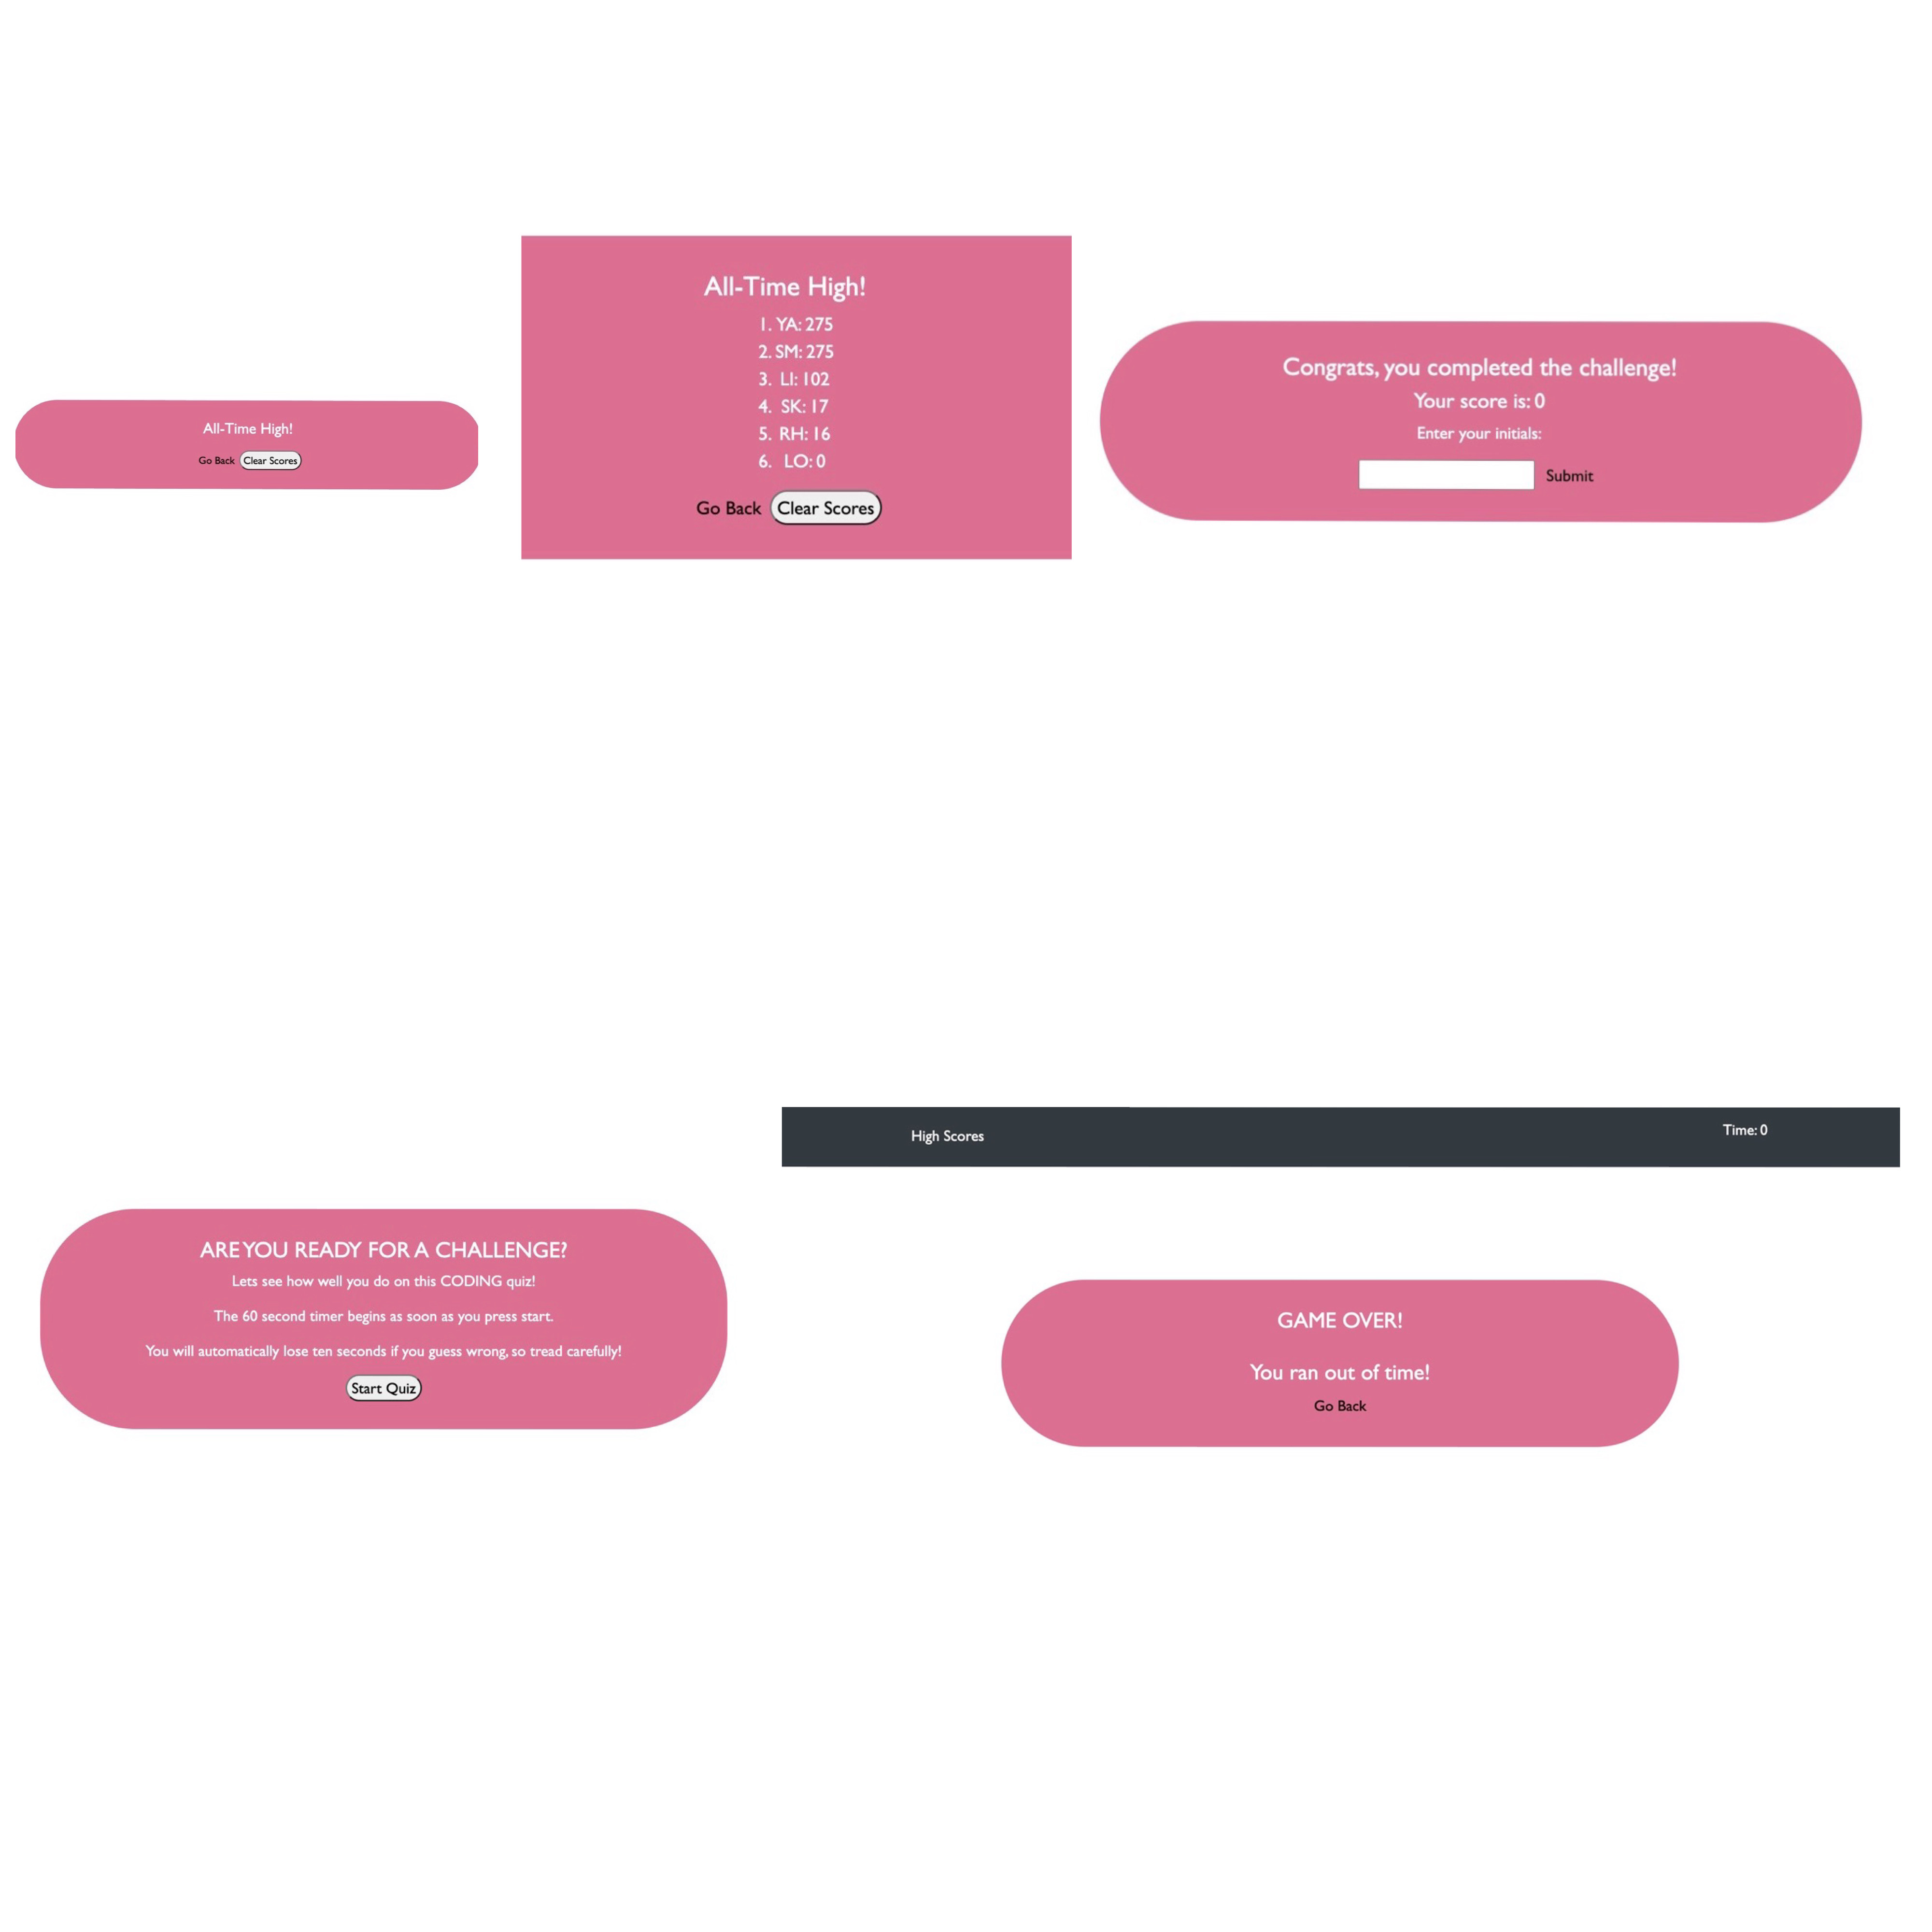 All-Time High!
Go Back Clear Scores
All-Time High!
1. YA: 275
2. SM: 275
3. LI: 102
4. SK: 17
5. RH: 16
6. LO: 0
Go Back Clear Scores
Congrats, you completed the challenge!
Your score is: 0
Enter your initials:
Submit
ARE YOU READY FOR A CHALLENGE?
Lets see how well you do on this CODING quiz!
The 60 second timer begins as soon as you press start.
You will automatically lose ten seconds if you guess wrong, so tread carefully!
Start Quiz
High Scores Time: 0
GAME OVER!
You ran out of time!
Go Back